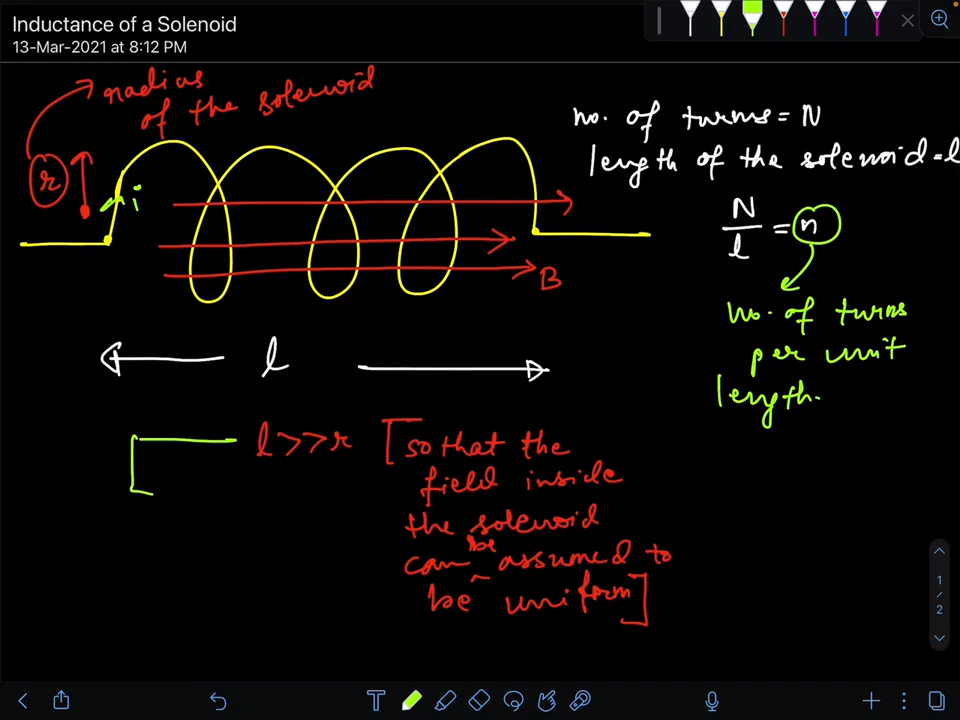 Inductance of a Solenoid
13-Mar-2021 at 8:12 PM
radius
of the solenoid
r
i
B
l
no. of turns = N
length of the solenoid = l
N/l = n
no. of turns
per unit
length.
l >> r [so that the
field inside
the solenoid
can be assumed to
be uniform]
1
/
2
T